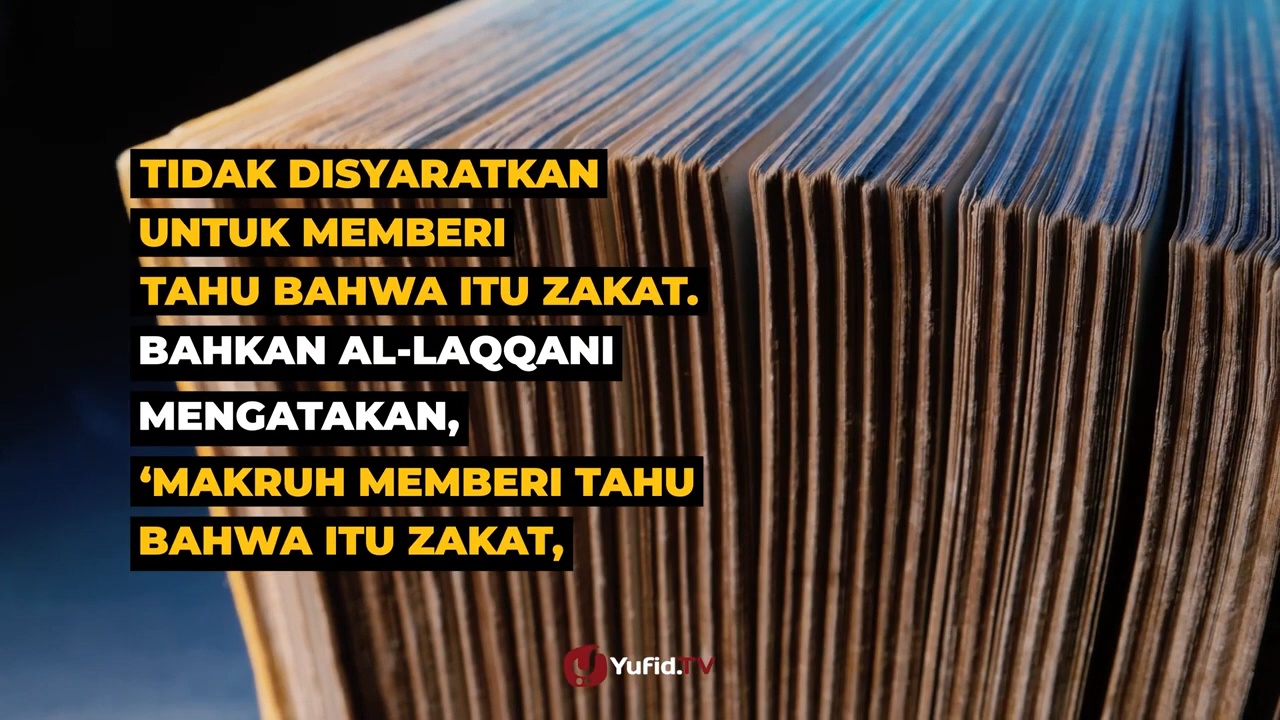 TIDAK DISYARATKAN
UNTUK MEMBERI
TAHU BAHWA ITU ZAKAT.
BAHKAN AL-LAQQANI
MENGATAKAN,
‘MAKRUH MEMBERI TAHU
BAHWA ITU ZAKAT,
Yufid.TV